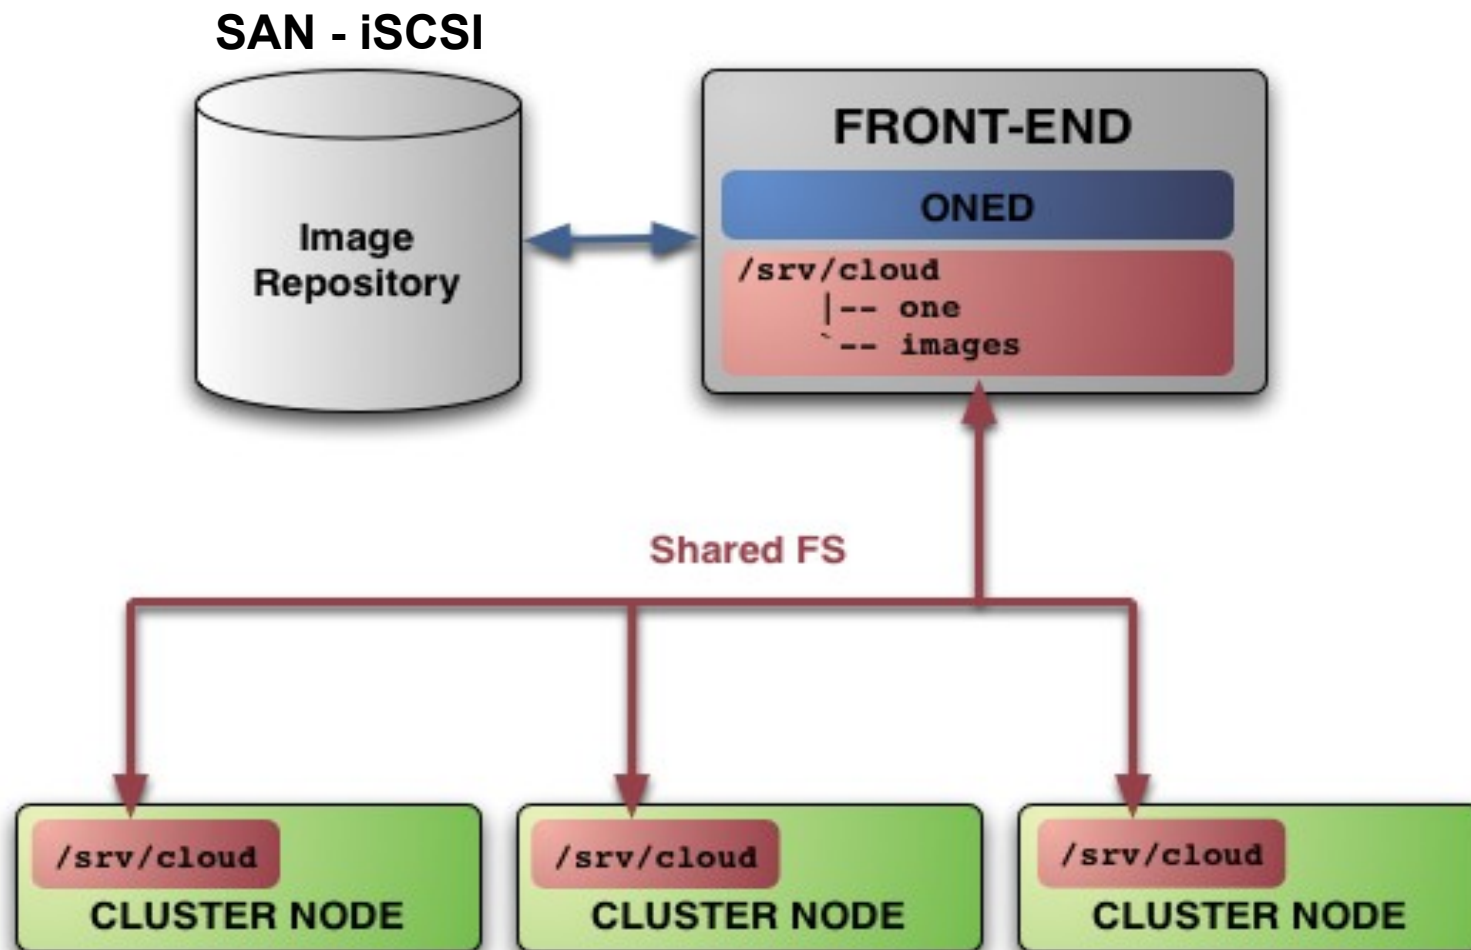 SAN - iSCSI
FRONT-END
ONED
Image
Repository
/srv/cloud
|-- one
`-- images
Shared FS
/srv/cloud
CLUSTER NODE
/srv/cloud
CLUSTER NODE
/srv/cloud
CLUSTER NODE